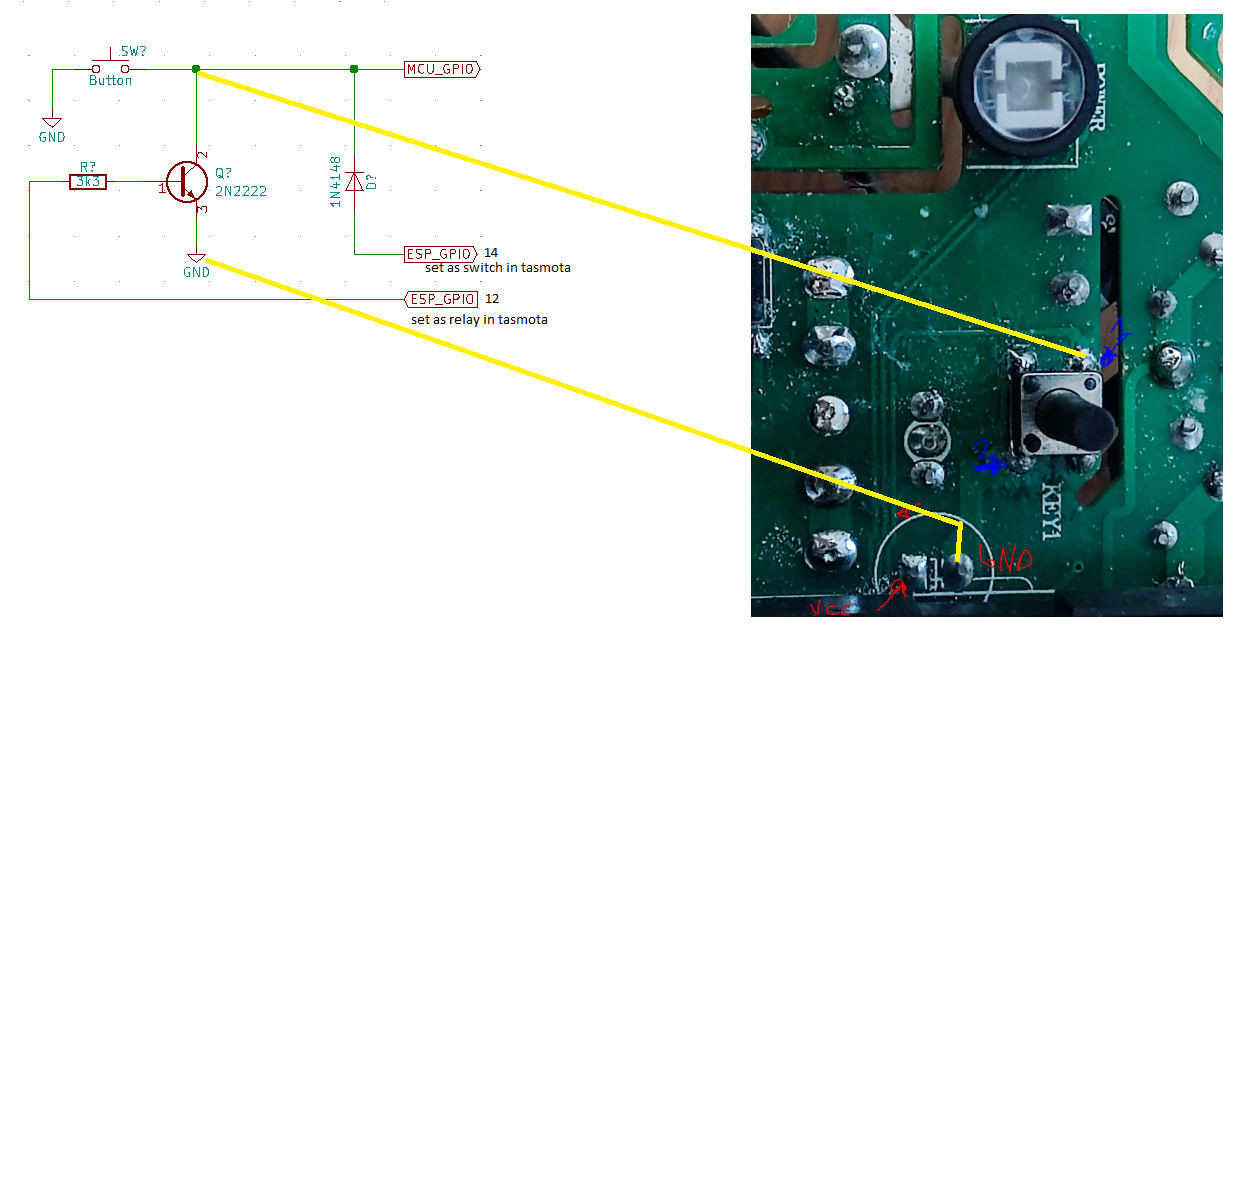 SW?
Button
MCU_GPIO
GND
R?
3k3
1
2
3
Q?
2N2222
GND
1N4148
D?
ESP_GPIO 14
set as switch in tasmota
ESP_GPIO 12
set as relay in tasmota
POWER
1
2
KEY1
GND
VCC